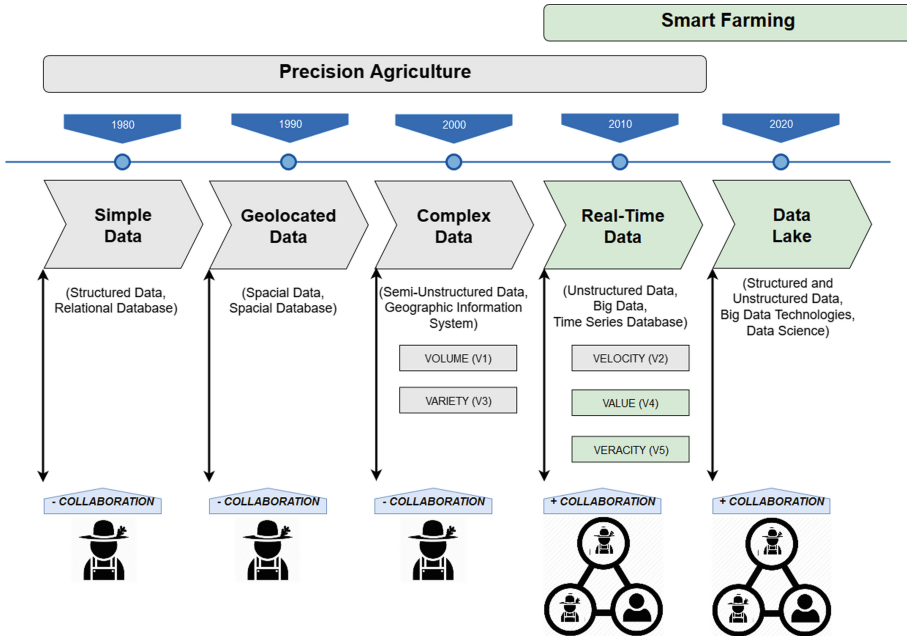 Smart Farming
Precision Agriculture
1980
1990
2000
2010
2020
Simple
Data
Geolocated
Data
Complex
Data
Real-Time
Data
Data
Lake
(Structured Data,
Relational Database)
(Spacial Data,
Spacial Database)
(Semi-Unstructured Data,
Geographic Information
System)
(Unstructured Data,
Big Data,
Time Series Database)
(Structured and
Unstructured Data,
Big Data Technologies,
Data Science)
VOLUME (V1)
VARIETY (V3)
VELOCITY (V2)
VALUE (V4)
VERACITY (V5)
- COLLABORATION
- COLLABORATION
- COLLABORATION
+ COLLABORATION
+ COLLABORATION